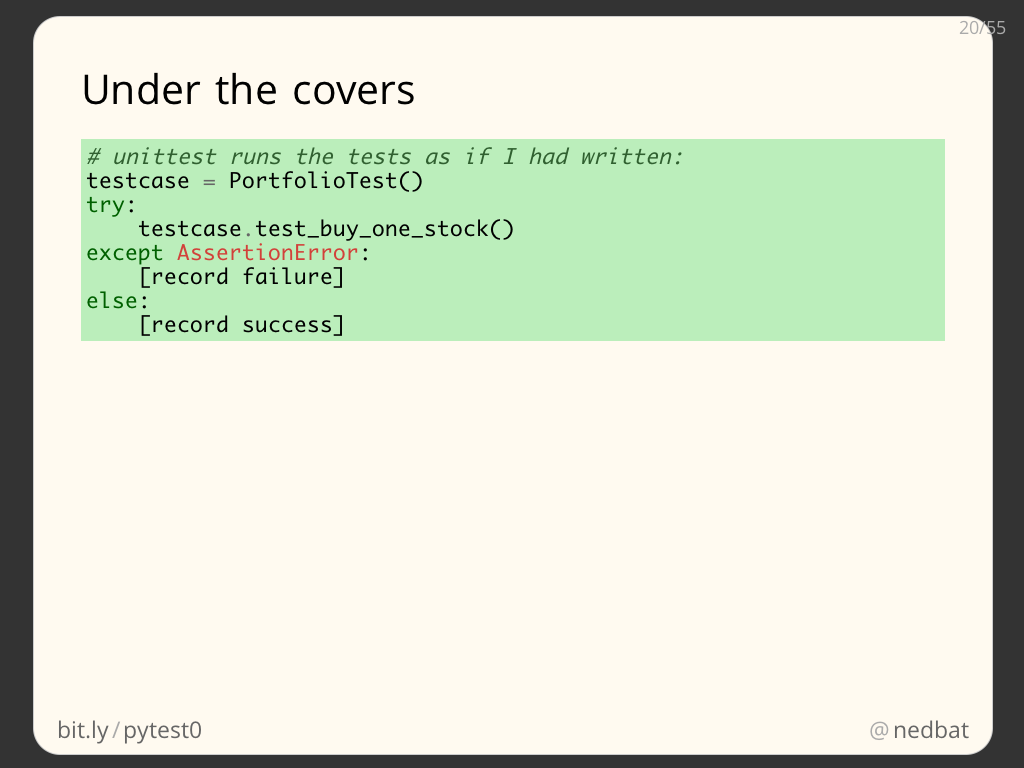 20/55
Under the covers
# unittest runs the tests as if I had written:
testcase = PortfolioTest()
try:
    testcase.test_buy_one_stock()
except AssertionError:
    [record failure]
else:
    [record success]
bit.ly/pytest0
@nedbat